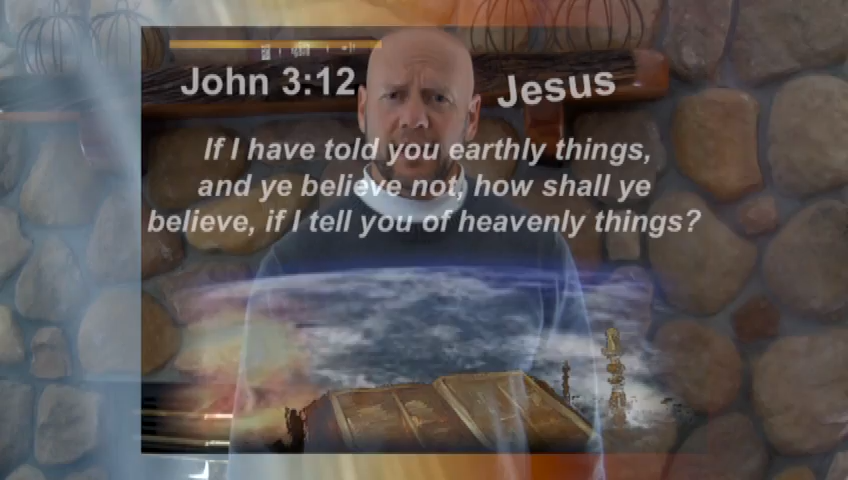 John 3:12
Jesus
If I have told you earthly things,
and ye believe not, how shall ye
believe, if I tell you of heavenly things?